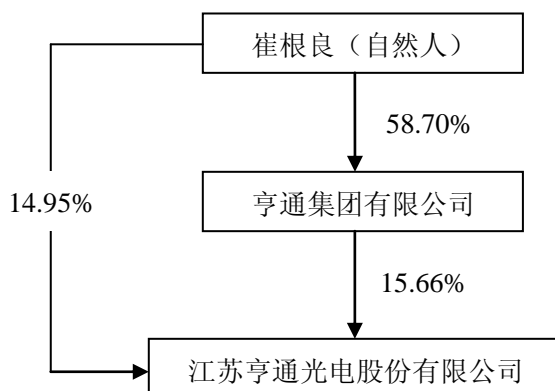 崔根良（自然人）
58.70%
14.95%
亨通集团有限公司
15.66%
江苏亨通光电股份有限公司